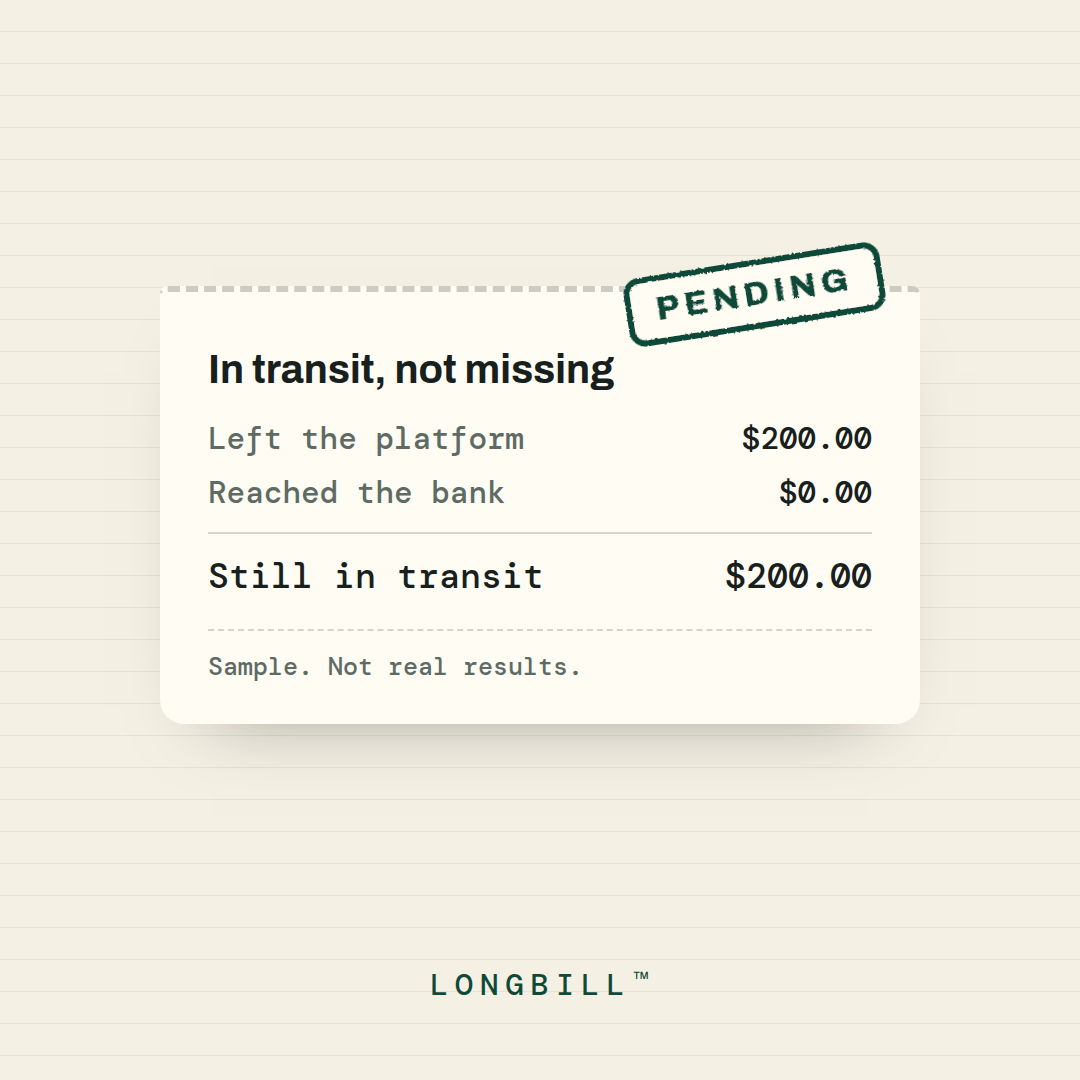 PENDING
In transit, not missing
Left the platform $200.00
Reached the bank $0.00
Still in transit $200.00
Sample. Not real results.
LONGBILL™